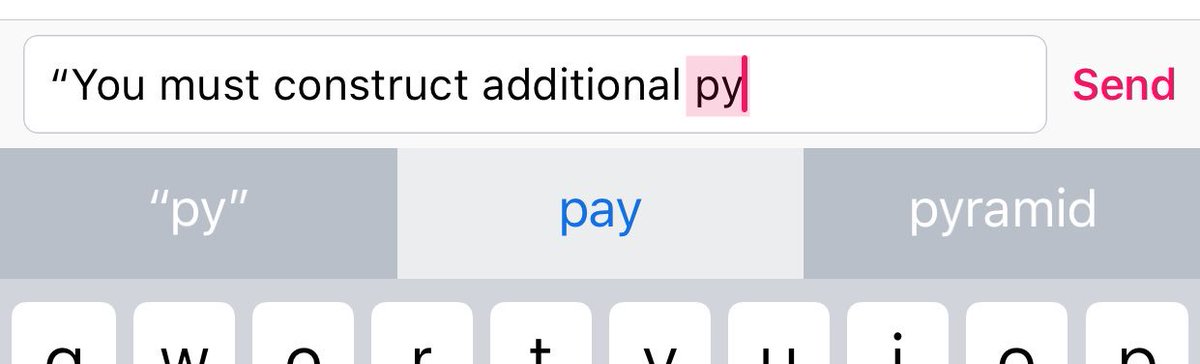 “You must construct additional py
Send
“py”
pay
pyramid
q w e r t y u i o p